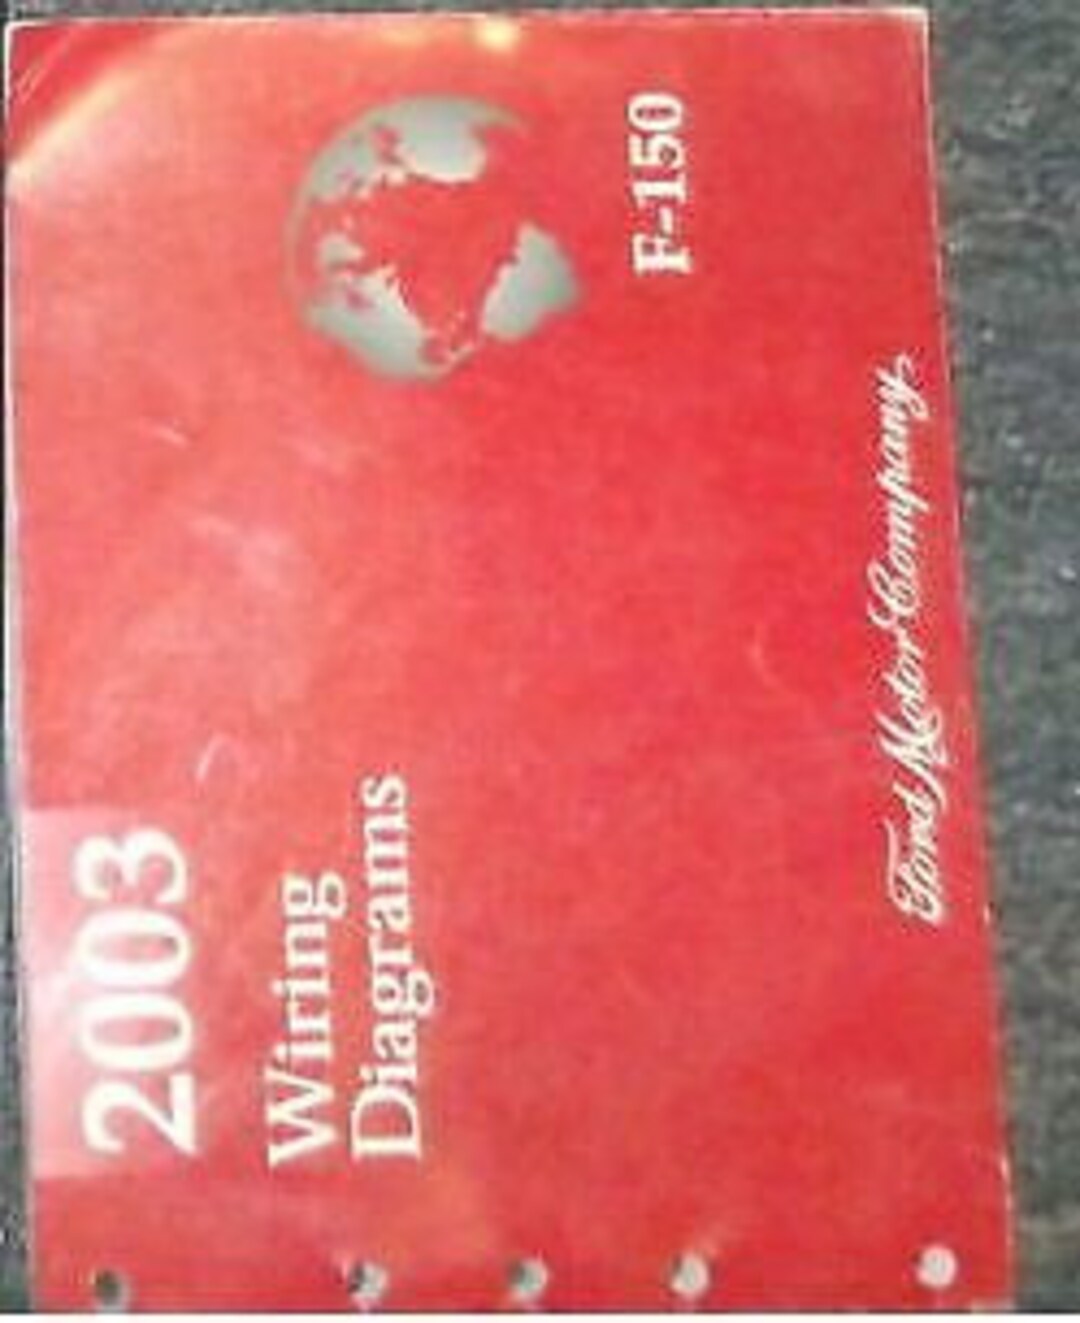 2003
Wiring
Diagrams
F-150
Ford Motor Company